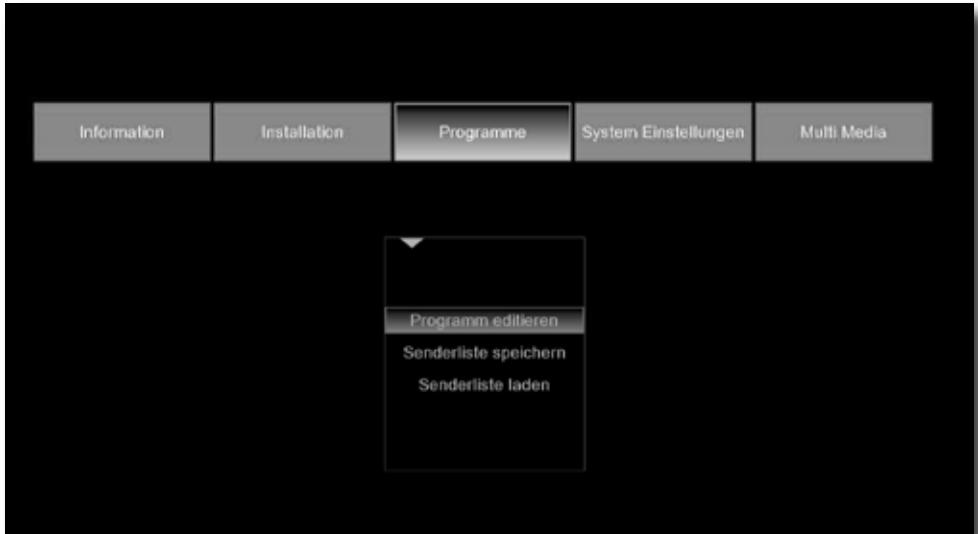 Information
Installation
Programme
System Einstellungen
Multi Media
Programm editieren
Senderliste speichern
Senderliste laden